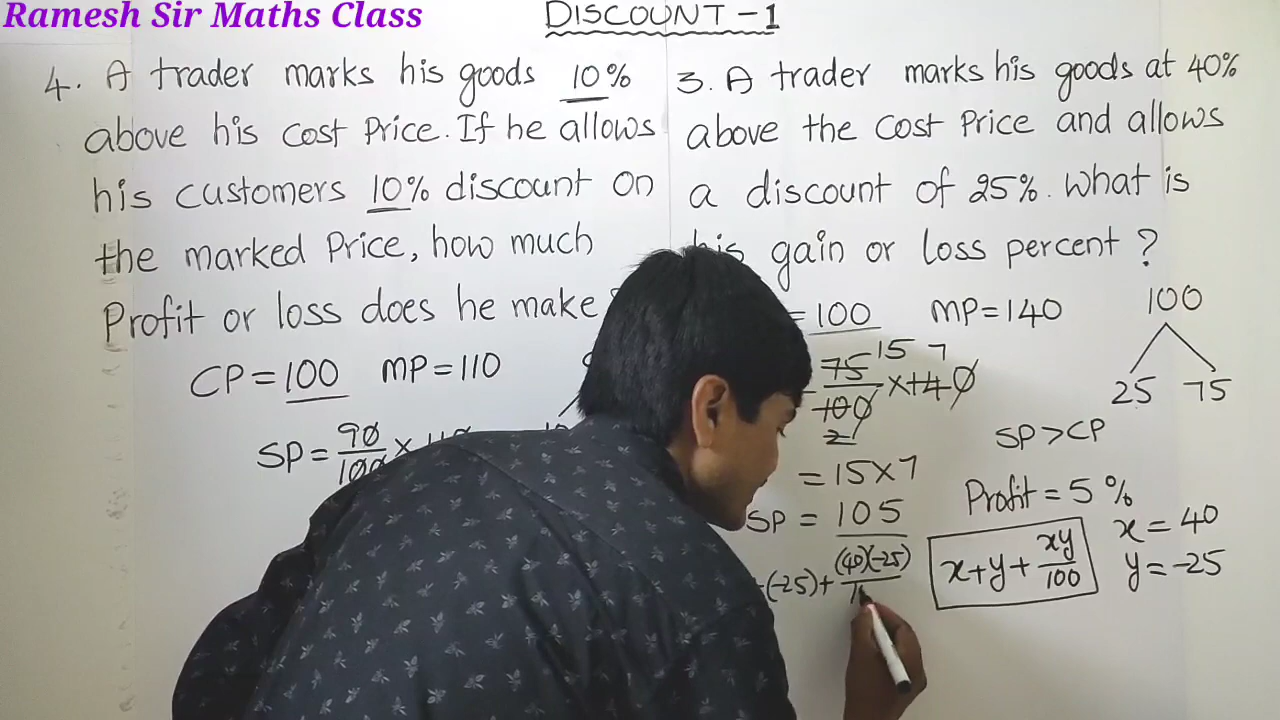 Ramesh Sir Maths Class
DISCOUNT-1
4. A trader marks his goods 10%
above his cost Price. If he allows
his customers 10% discount on
the marked Price, how much
Profit or loss does he make
CP = 100 MP = 110
SP = 90/100 ×
3. A trader marks his goods at 40%
above the cost Price and allows
a discount of 25%. What is
his gain or loss percent ?
= 100 MP = 140
100
25 75
75/100 × 140
15 7
2
SP > CP
= 15 × 7
Profit = 5%
SP = 105
x + y + xy/100
x = 40
y = -25
(-25) + (40)(-25)/